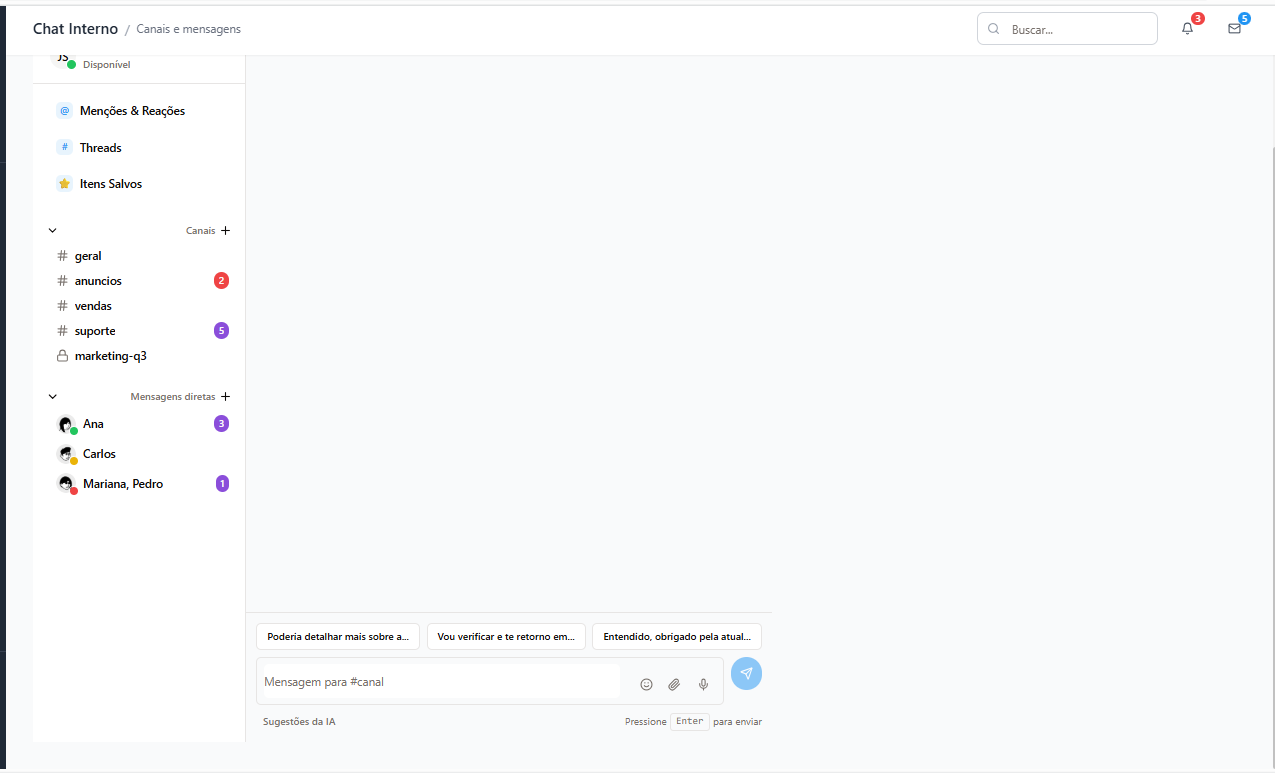 Chat Interno / Canais e mensagens
Buscar...
3
5
JS
Disponível
@ Menções & Reações
# Threads
Itens Salvos
Canais +
# geral
# anuncios 2
# vendas
# suporte 5
marketing-q3
Mensagens diretas +
Ana 3
Carlos
Mariana, Pedro 1
Poderia detalhar mais sobre a...
Vou verificar e te retorno em...
Entendido, obrigado pela atual...
Mensagem para #canal
Sugestões da IA
Pressione Enter para enviar